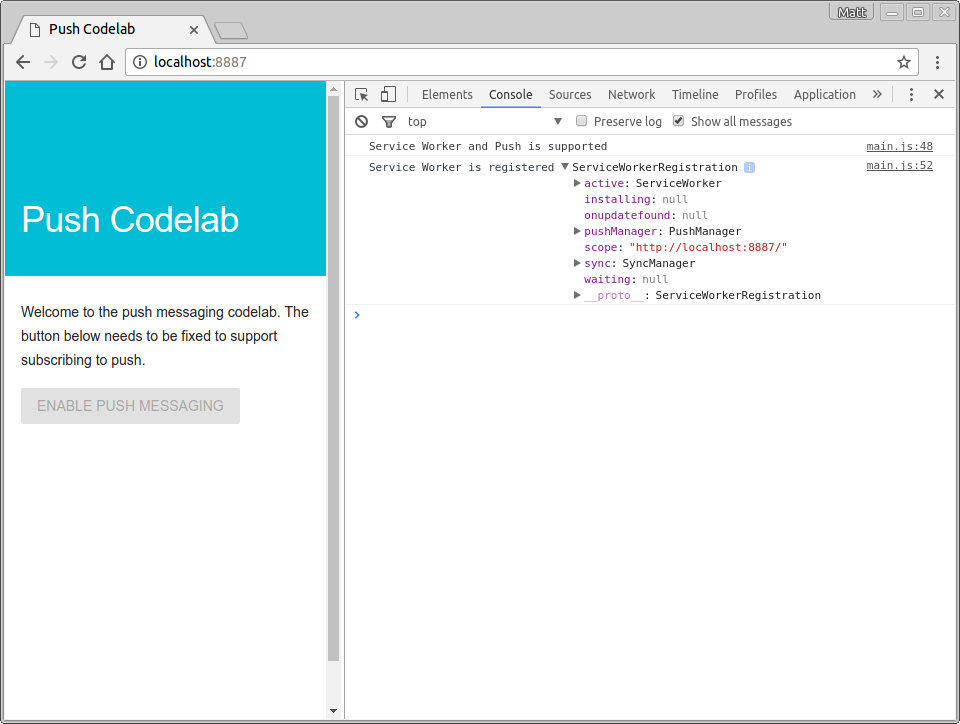 Matt
Push Codelab
localhost:8887
Push Codelab
Welcome to the push messaging codelab. The
button below needs to be fixed to support
subscribing to push.
ENABLE PUSH MESSAGING
Elements Console Sources Network Timeline Profiles Application »
top Preserve log Show all messages
Service Worker and Push is supported main.js:48
Service Worker is registered ServiceWorkerRegistration i main.js:52
active: ServiceWorker
installing: null
onupdatefound: null
pushManager: PushManager
scope: "http://localhost:8887/"
sync: SyncManager
waiting: null
__proto__: ServiceWorkerRegistration